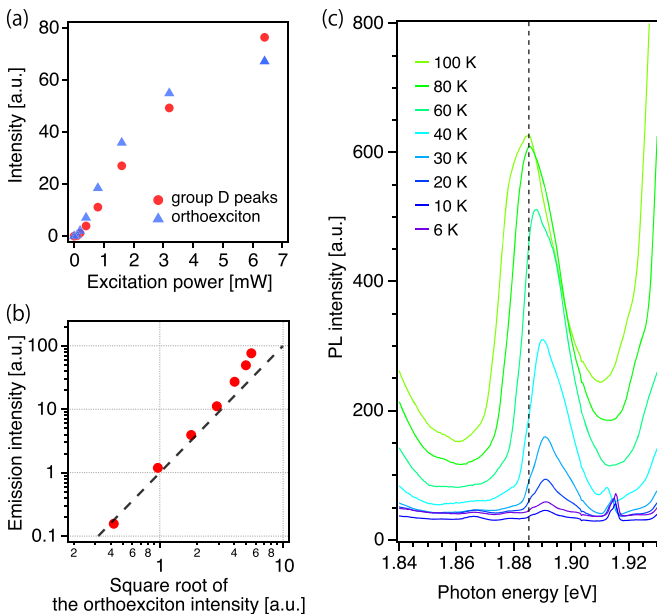 (a)
Intensity [a.u.]
80
60
40
20
0
group D peaks
orthoexciton
0 1 2 3 4 5 6 7
Excitation power [mW]
(b)
Emission intensity [a.u.]
100
10
1
0.1
2 4 6 8 1 2 4 6 8 10
Square root of
the orthoexciton intensity [a.u.]
(c)
PL intensity [a.u.]
800
600
400
200
0
100 K
80 K
60 K
40 K
30 K
20 K
10 K
6 K
1.84 1.86 1.88 1.90 1.92
Photon energy [eV]